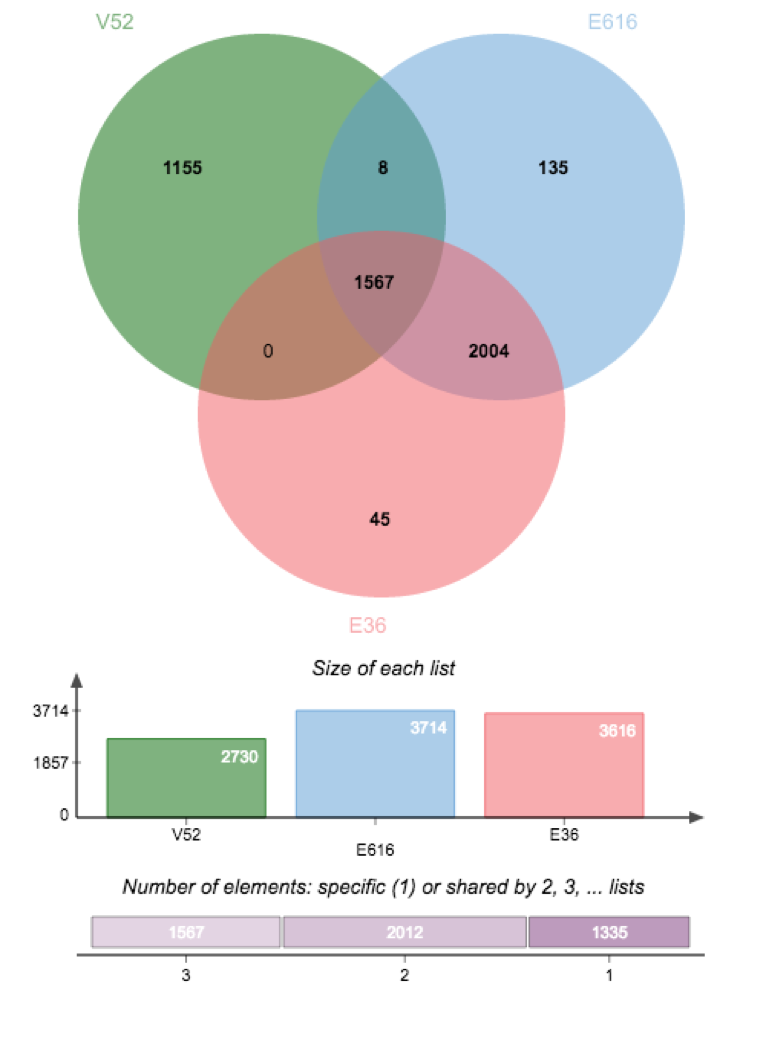 V52 E616
1155 8 135
1567
0 2004
45
E36
Size of each list
3714
1857
0
2730 3714 3616
V52 E616 E36
Number of elements: specific (1) or shared by 2, 3, ... lists
1567 2012 1335
3 2 1